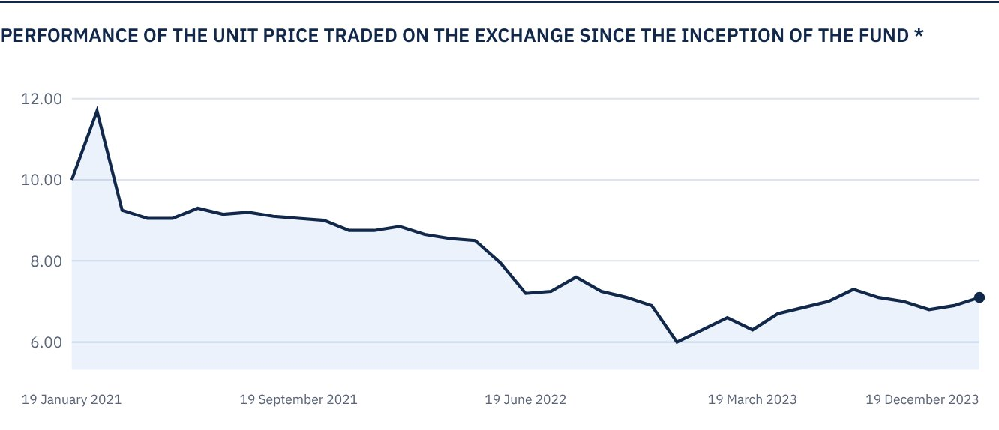 PERFORMANCE OF THE UNIT PRICE TRADED ON THE EXCHANGE SINCE THE INCEPTION OF THE FUND *
12.00
10.00
8.00
6.00
19 January 2021 19 September 2021 19 June 2022 19 March 2023 19 December 2023